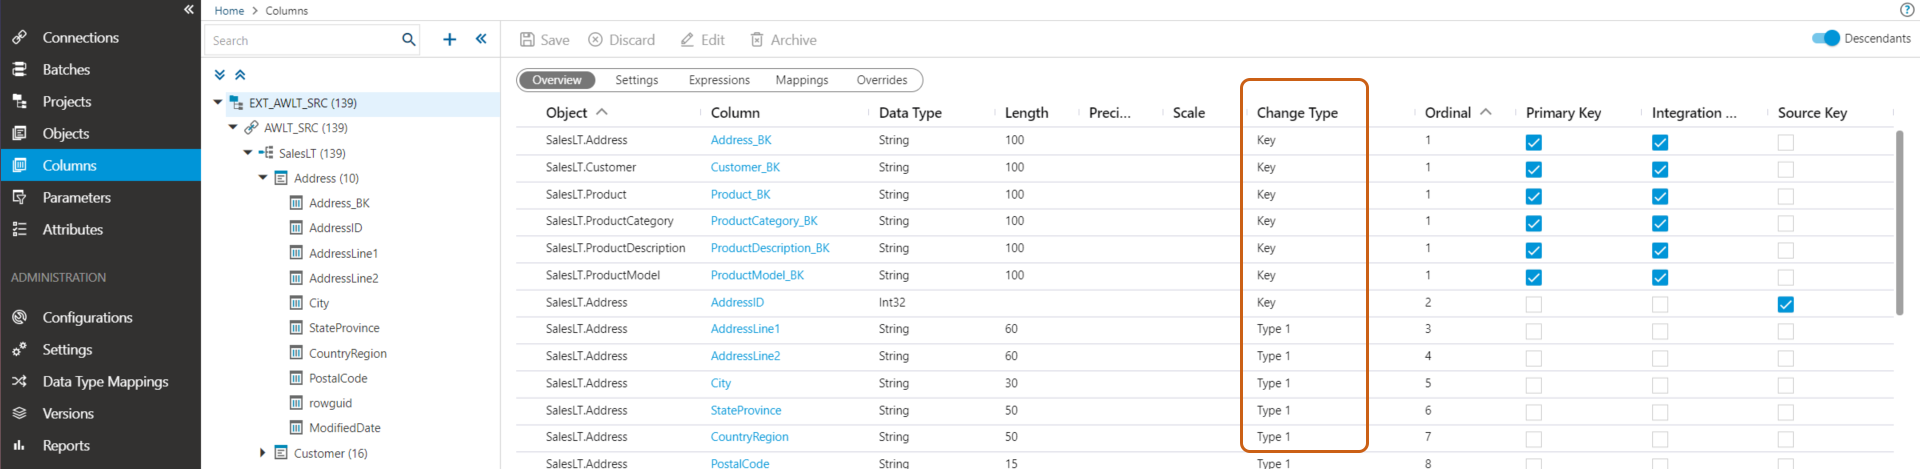 Home > Columns
Connections
Batches
Projects
Objects
Columns
Parameters
Attributes
ADMINISTRATION
Configurations
Settings
Data Type Mappings
Versions
Reports
Search
EXT_AWLT_SRC (139)
AWLT_SRC (139)
SalesLT (139)
Address (10)
Address_BK
AddressID
AddressLine1
AddressLine2
City
StateProvince
CountryRegion
PostalCode
rowguid
ModifiedDate
Customer (16)
Save Discard Edit Archive
Descendants
Overview Settings Expressions Mappings Overrides
Object Column Data Type Length Preci... Scale Change Type Ordinal Primary Key Integration ... Source Key
SalesLT.Address Address_BK String 100 Key 1
SalesLT.Customer Customer_BK String 100 Key 1
SalesLT.Product Product_BK String 100 Key 1
SalesLT.ProductCategory ProductCategory_BK String 100 Key 1
SalesLT.ProductDescription ProductDescription_BK String 100 Key 1
SalesLT.ProductModel ProductModel_BK String 100 Key 1
SalesLT.Address AddressID Int32 Key 2
SalesLT.Address AddressLine1 String 60 Type 1 3
SalesLT.Address AddressLine2 String 60 Type 1 4
SalesLT.Address City String 30 Type 1 5
SalesLT.Address StateProvince String 50 Type 1 6
SalesLT.Address CountryRegion String 50 Type 1 7
SalesLT.Address PostalCode String 15 Type 1 8